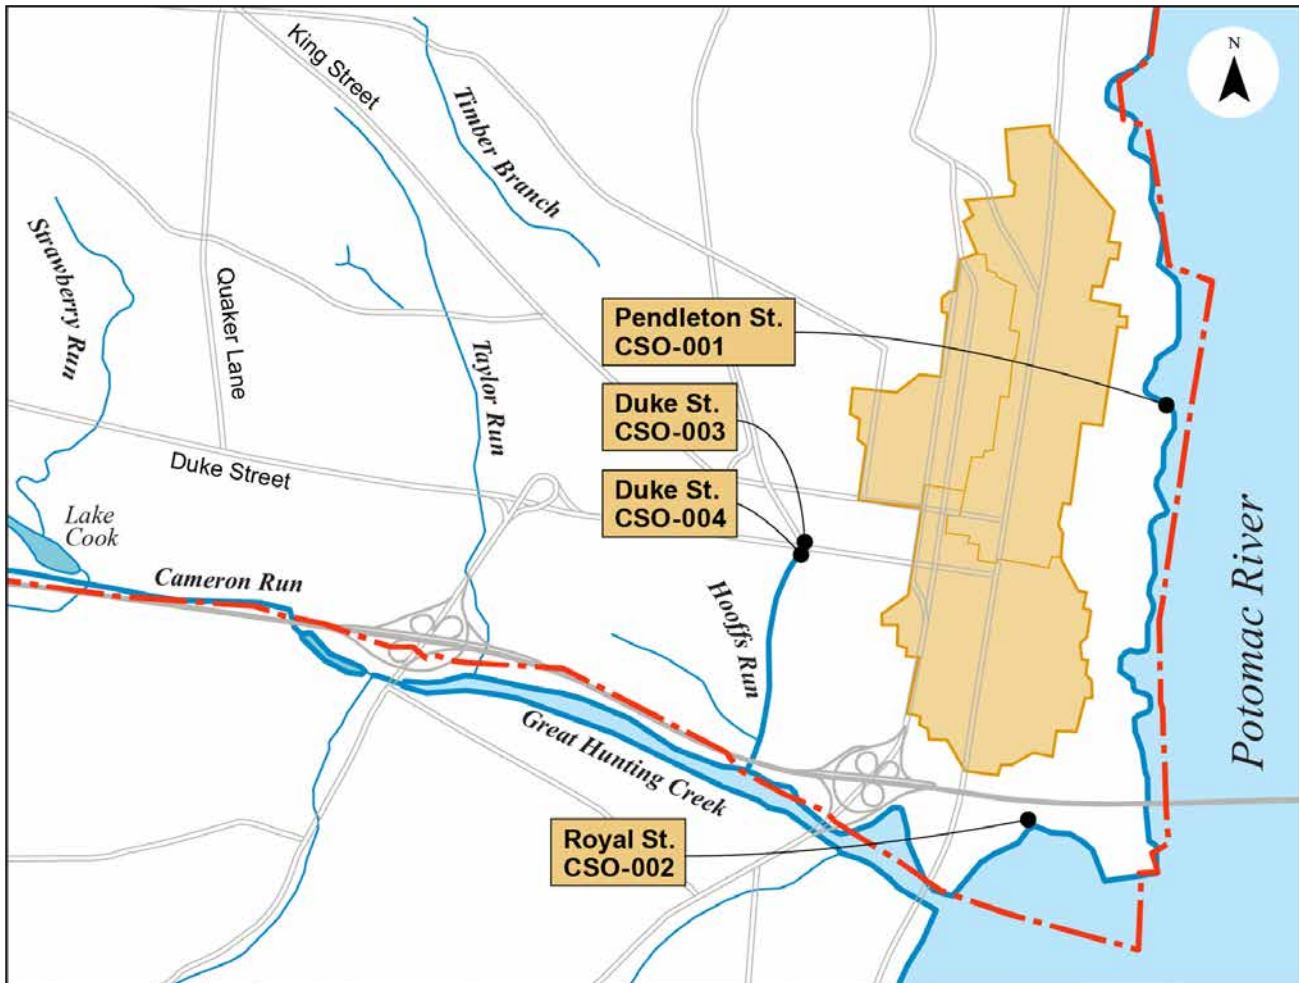 N
King Street
Timber Branch
Strawberry Run
Quaker Lane
Pendleton St.
CSO-001
Taylor Run
Duke St.
CSO-003
Duke Street
Duke St.
CSO-004
Lake
Cook
Cameron Run
Hooffs Run
Potomac River
Great Hunting Creek
Royal St.
CSO-002